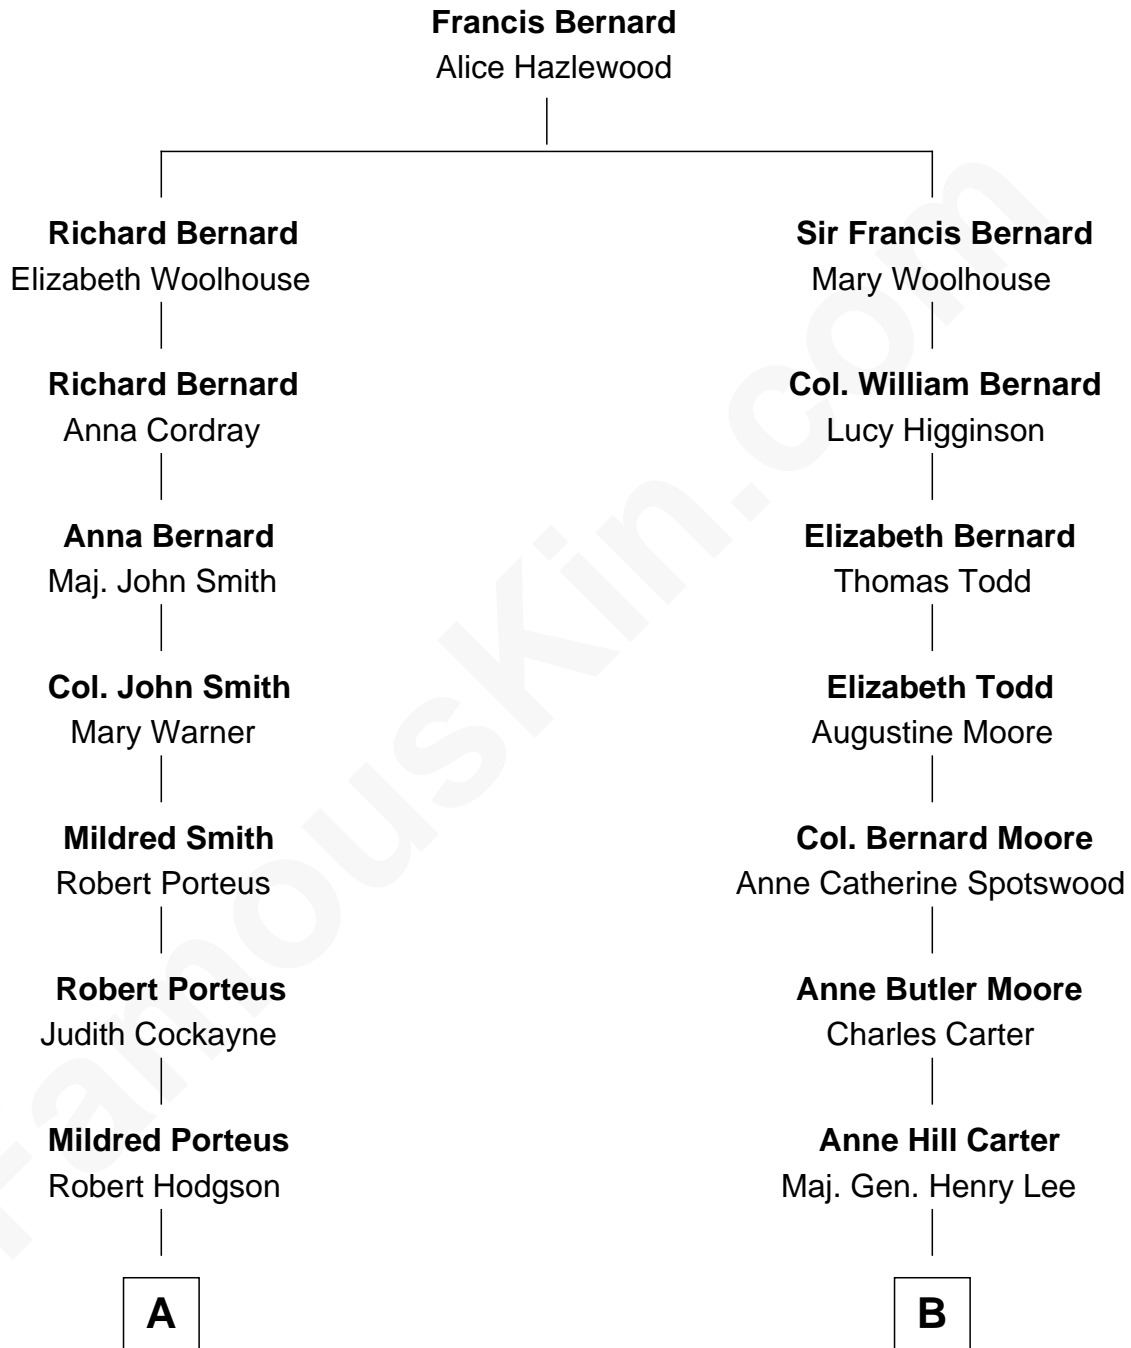 Francis Bernard
Alice Hazlewood
Richard Bernard
Elizabeth Woolhouse
Richard Bernard
Anna Cordray
Anna Bernard
Maj. John Smith
Col. John Smith
Mary Warner
Mildred Smith
Robert Porteus
Robert Porteus
Judith Cockayne
Mildred Porteus
Robert Hodgson
A
Sir Francis Bernard
Mary Woolhouse
Col. William Bernard
Lucy Higginson
Elizabeth Bernard
Thomas Todd
Elizabeth Todd
Augustine Moore
Col. Bernard Moore
Anne Catherine Spotswood
Anne Butler Moore
Charles Carter
Anne Hill Carter
Maj. Gen. Henry Lee
B
FamousKin.com